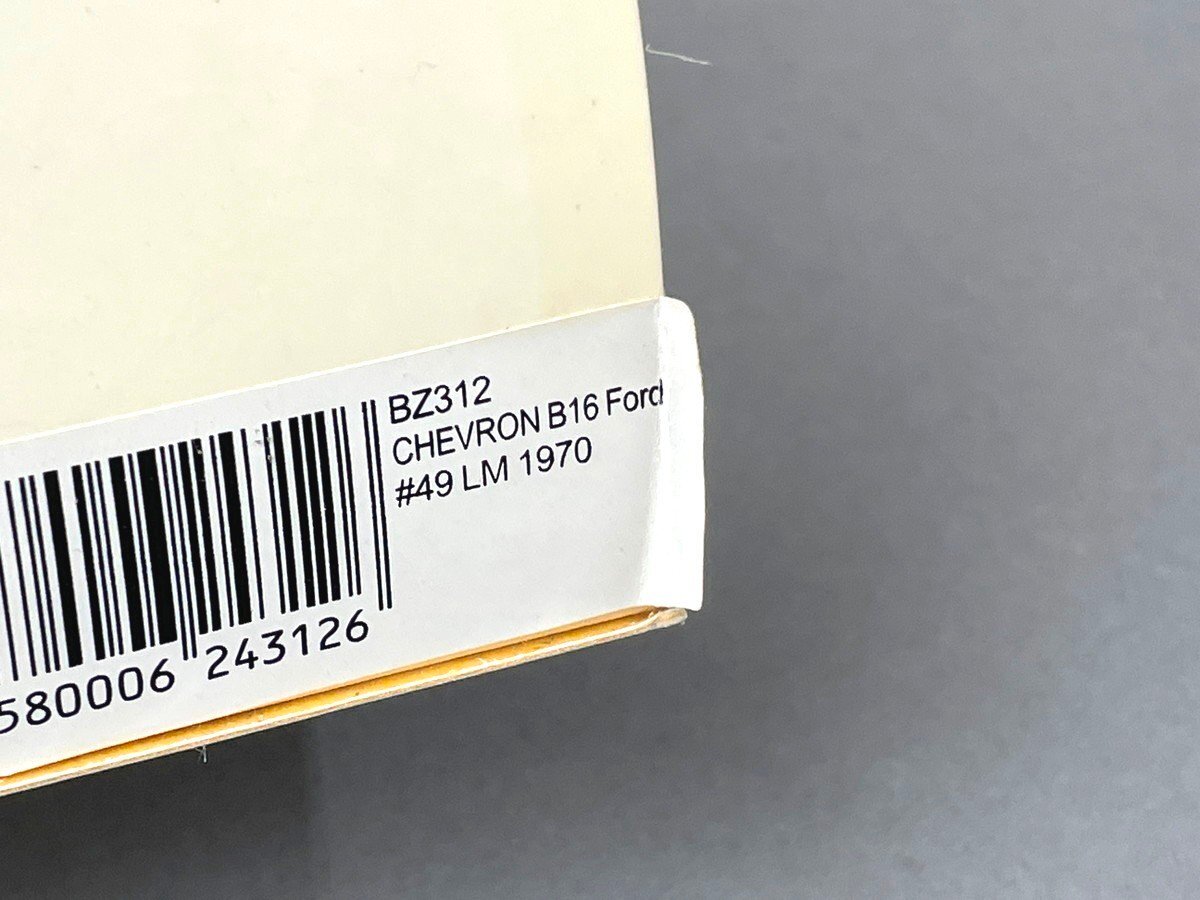 BZ312
CHEVRON B16 Ford
#49 LM 1970
580006 243126